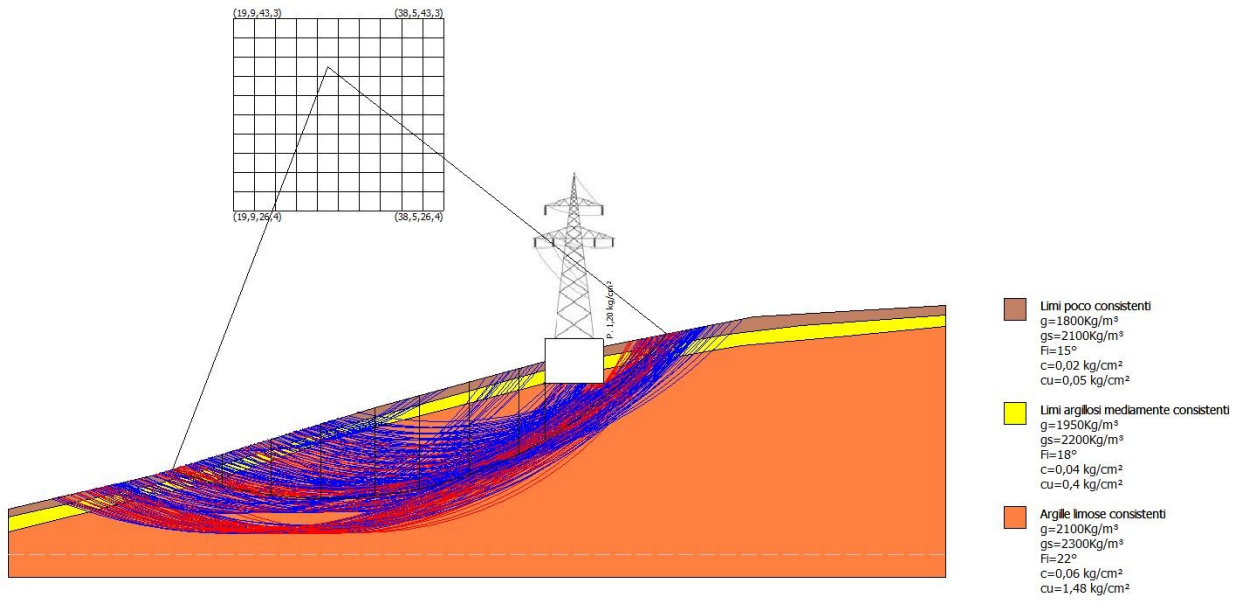 (19,9,43,3)
(38,5,43,3)
(19,9,26,4)
(38,5,26,4)
P. 1,20 kg/cm²
Limi poco consistenti
g=1800Kg/m³
gs=2100Kg/m³
Fi=15°
c=0,02 kg/cm²
cu=0,05 kg/cm²
Limi argillosi mediamente consistenti
g=1950Kg/m³
gs=2200Kg/m³
Fi=18°
c=0,04 kg/cm²
cu=0,4 kg/cm²
Argille limose consistenti
g=2100Kg/m³
gs=2300Kg/m³
Fi=22°
c=0,06 kg/cm²
cu=1,48 kg/cm²